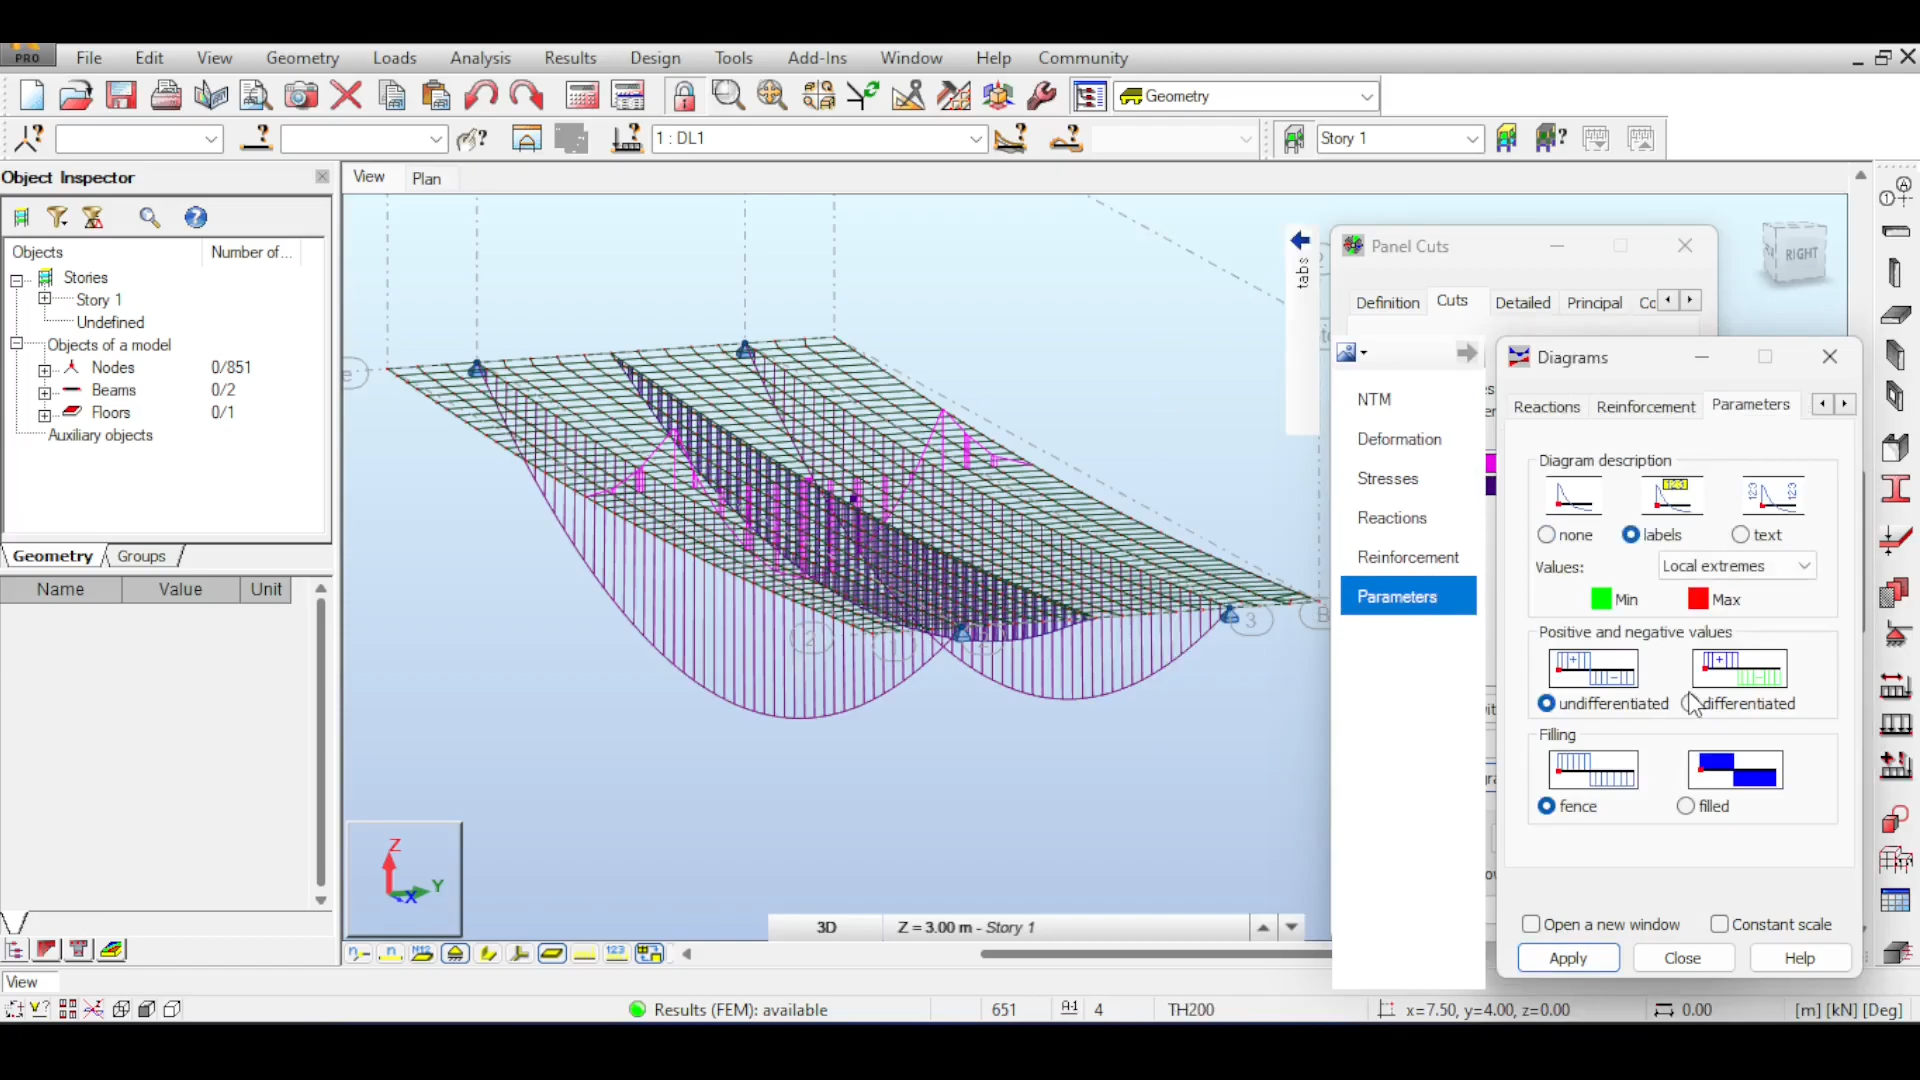 PRO
File Edit View Geometry Loads Analysis Results Design Tools Add-Ins Window Help Community
Geometry
1 : DL1
Story 1
Object Inspector
View Plan
Objects Number of...
Stories
Story 1
Undefined
Objects of a model
Nodes 0/851
Beams 0/2
Floors 0/1
Auxiliary objects
Geometry Groups
Name Value Unit
RIGHT
tabs
Panel Cuts
Definition Cuts Detailed Principal
NTM
Deformation
Stresses
Reactions
Reinforcement
Parameters
Diagrams
Reactions Reinforcement Parameters
Diagram description
none labels text
Values: Local extremes
Min Max
Positive and negative values
undifferentiated differentiated
Filling
fence filled
Open a new window Constant scale
Apply Close Help
2 3 B
Z
Y
X
3D Z = 3.00 m - Story 1
View
Results (FEM): available 651 4 TH200 x=7.50, y=4.00, z=0.00 0.00 [m] [kN] [Deg]